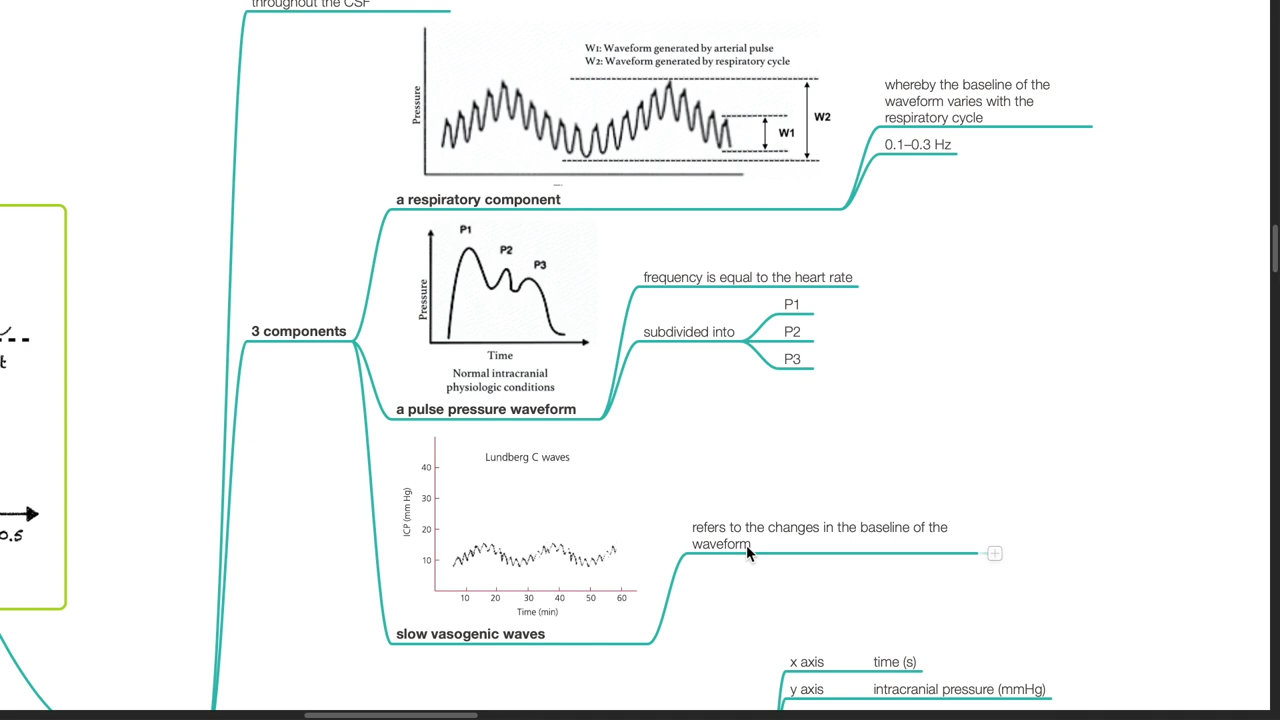 throughout the CSF
W1: Waveform generated by arterial pulse
W2: Waveform generated by respiratory cycle
Pressure
W1
W2
whereby the baseline of the
waveform varies with the
respiratory cycle
0.1–0.3 Hz
a respiratory component
P1
P2
P3
Pressure
Time
Normal intracranial
physiologic conditions
frequency is equal to the heart rate
subdivided into
P1
P2
P3
3 components
a pulse pressure waveform
Lundberg C waves
ICP (mm Hg)
40
30
20
10
10 20 30 40 50 60
Time (min)
refers to the changes in the baseline of the
waveform
slow vasogenic waves
0.5
x axis time (s)
y axis intracranial pressure (mmHg)